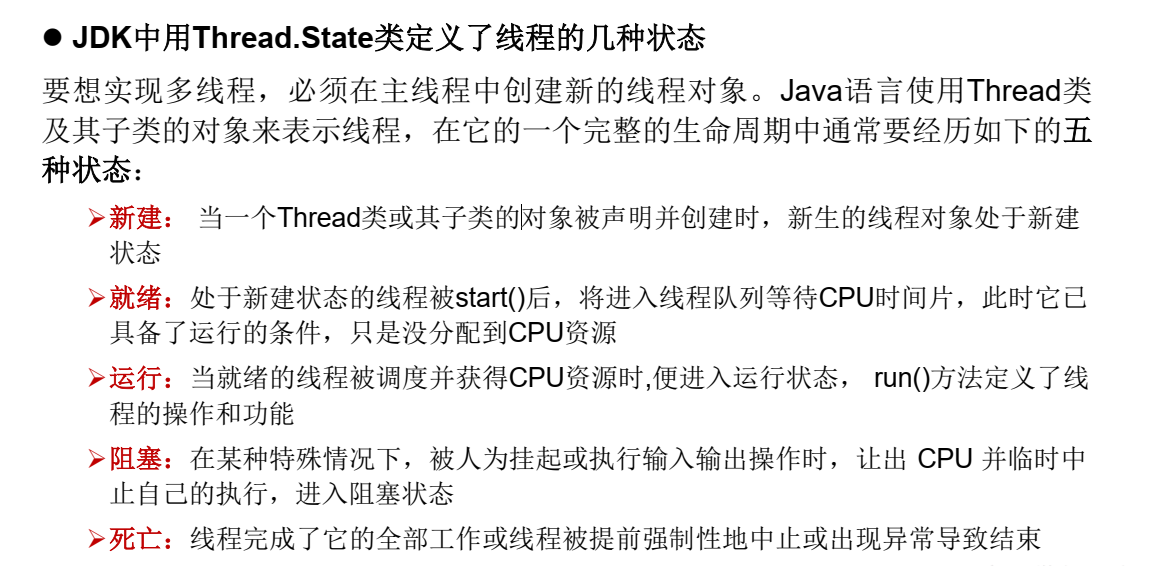 ● JDK中用Thread.State类定义了线程的几种状态
要想实现多线程，必须在主线程中创建新的线程对象。Java语言使用Thread类
及其子类的对象来表示线程，在它的一个完整的生命周期中通常要经历如下的五
种状态：
➢新建： 当一个Thread类或其子类的对象被声明并创建时，新生的线程对象处于新建
状态
➢就绪：处于新建状态的线程被start()后，将进入线程队列等待CPU时间片，此时它已
具备了运行的条件，只是没分配到CPU资源
➢运行：当就绪的线程被调度并获得CPU资源时,便进入运行状态， run()方法定义了线
程的操作和功能
➢阻塞：在某种特殊情况下，被人为挂起或执行输入输出操作时，让出 CPU 并临时中
止自己的执行，进入阻塞状态
➢死亡：线程完成了它的全部工作或线程被提前强制性地中止或出现异常导致结束